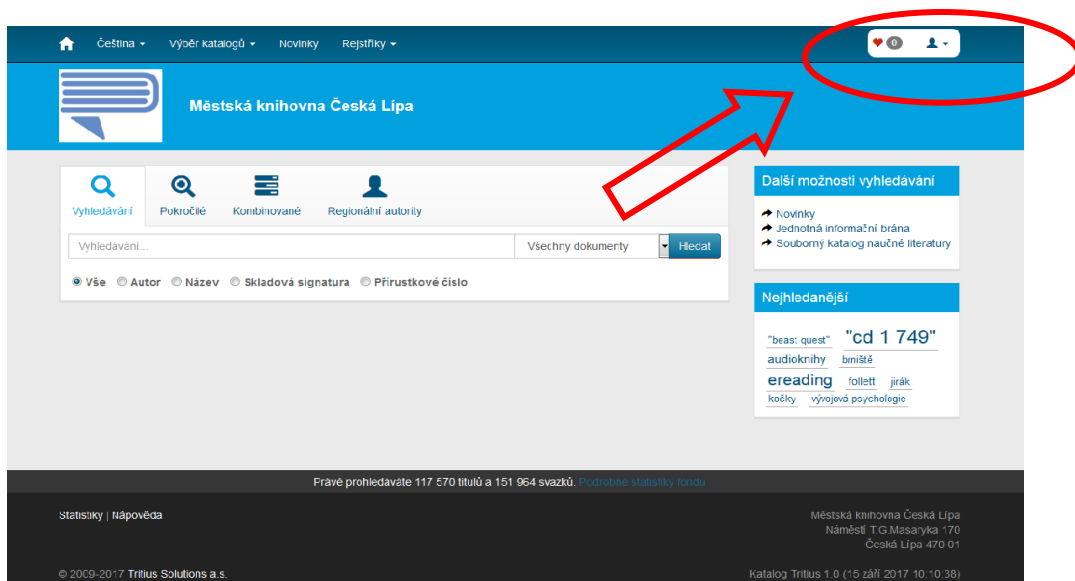 Čeština Výběr katalogů Novinky Rejstříky 0
Městská knihovna Česká Lípa
Vyhledávání Pokročilé Kombinované Regionální autority
Vyhledávání... Všechny dokumenty Hledat
Vše Autor Název Skladová signatura Přírustkové číslo
Další možnosti vyhledávání
Novinky
Jednotná informační brána
Souborný katalog naučné literatury
Nejhledanější
"beast quest" "cd 1 749"
audioknihy brniště
ereading follett jirák
kočky vývojová psychologie
Právě prohledáváte 117 570 titulů a 151 964 svazků. Podrobné statistiky fondu
Statistiky | Nápověda
Městská knihovna Česká Lípa
Náměstí T.G.Masaryka 170
Česká Lípa 470 01
© 2009-2017 Tritius Solutions a.s.
Katalog Tritius 1.0 (15 září 2017 10:10:38)